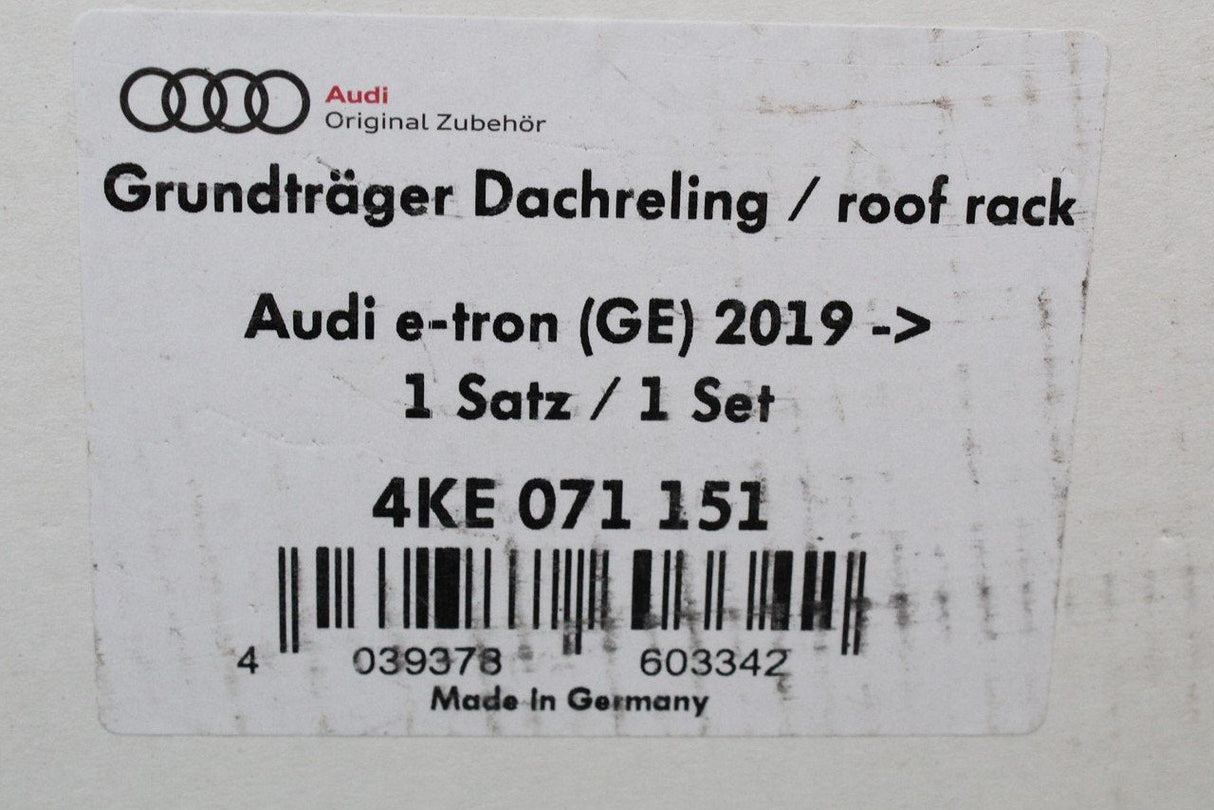 Audi
Original Zubehör
Grundträger Dachreling / roof rack
Audi e-tron (GE) 2019 ->
1 Satz / 1 Set
4KE 071 151
4 039378 603342
Made In Germany